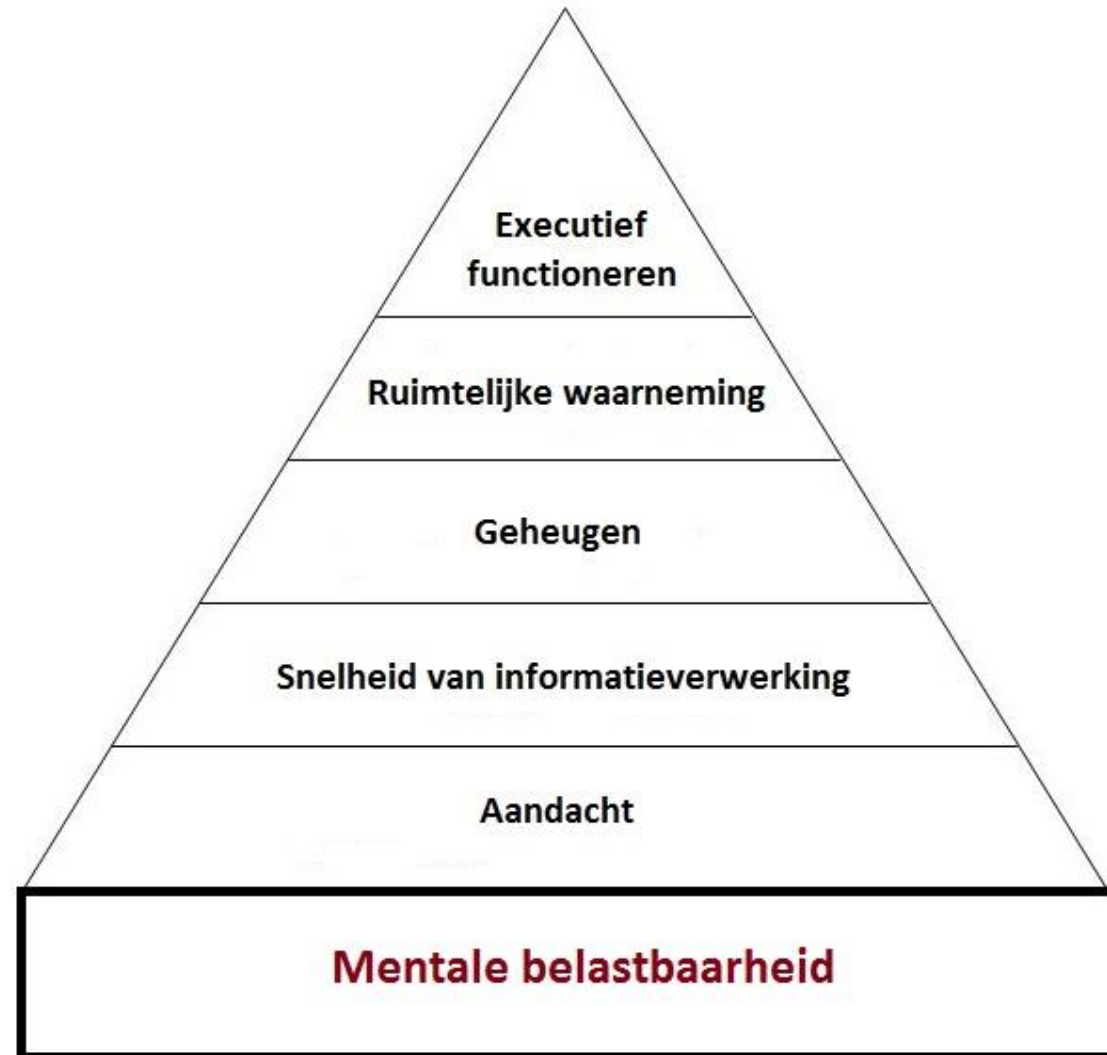 Executief
functioneren
Ruimtelijke waarneming
Geheugen
Snelheid van informatieverwerking
Aandacht
Mentale belastbaarheid